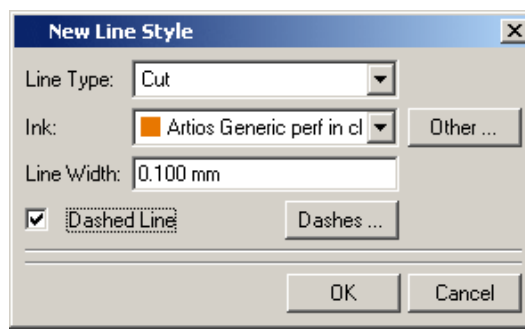 New Line Style
Line Type: Cut
Ink: Artios Generic perf in cl Other ...
Line Width: 0.100 mm
Dashed Line Dashes ...
OK Cancel